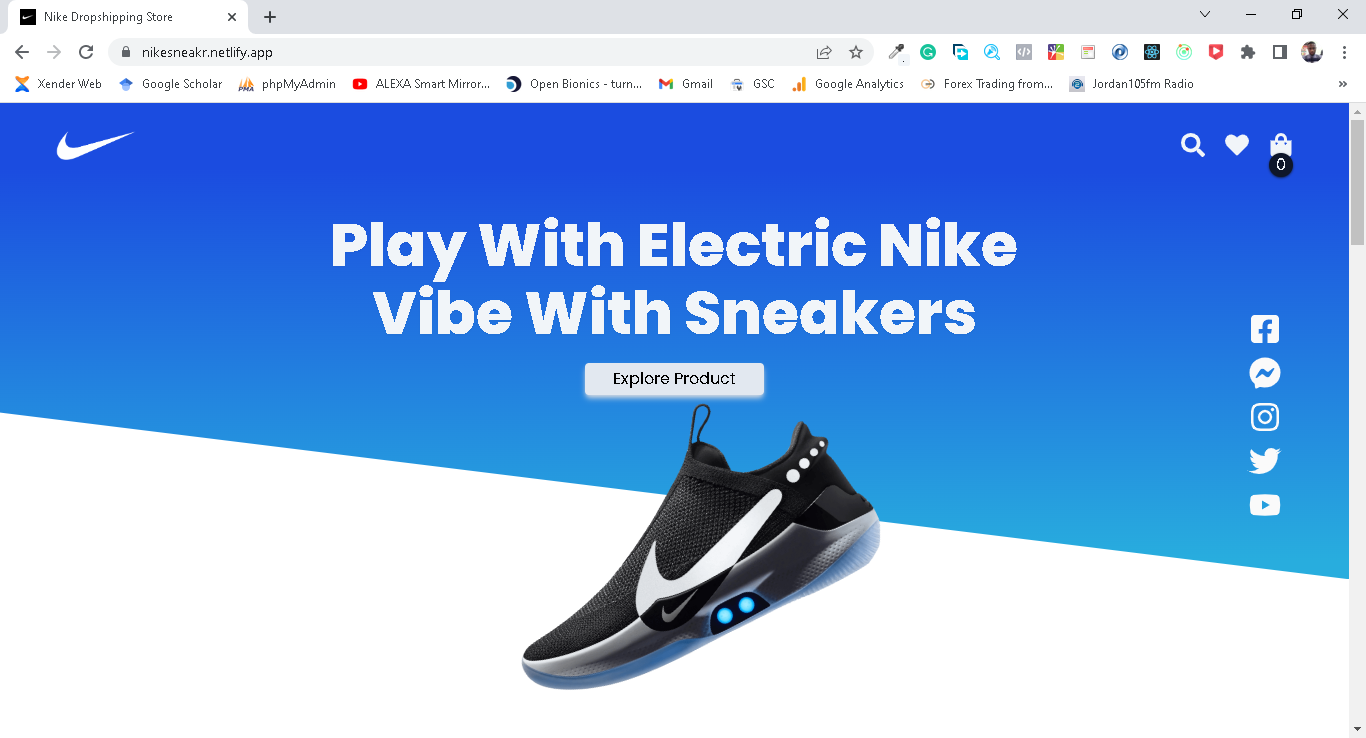 Nike Dropshipping Store
nikesneakr.netlify.app
Xender Web
Google Scholar
PMA
phpMyAdmin
ALEXA Smart Mirror...
Open Bionics - turn...
Gmail
GSC
Google Analytics
Forex Trading from...
Jordan105fm Radio
»
0
Play With Electric Nike
Vibe With Sneakers
Explore Product